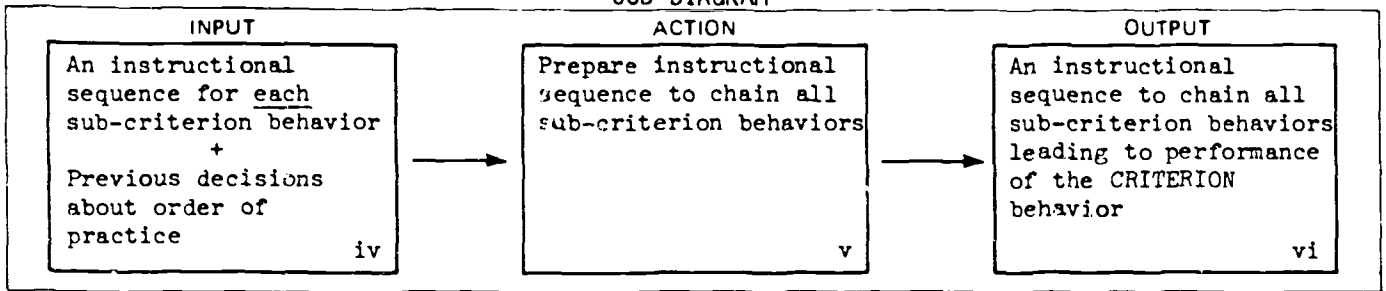 JOB DIAGRAM
INPUT
An instructional
sequence for each
sub-criterion behavior
+
Previous decisions
about order of
practice
iv
ACTION
Prepare instructional
sequence to chain all
sub-criterion behaviors
v
OUTPUT
An instructional
sequence to chain all
sub-criterion behaviors
leading to performance
of the CRITERION
behavior
vi